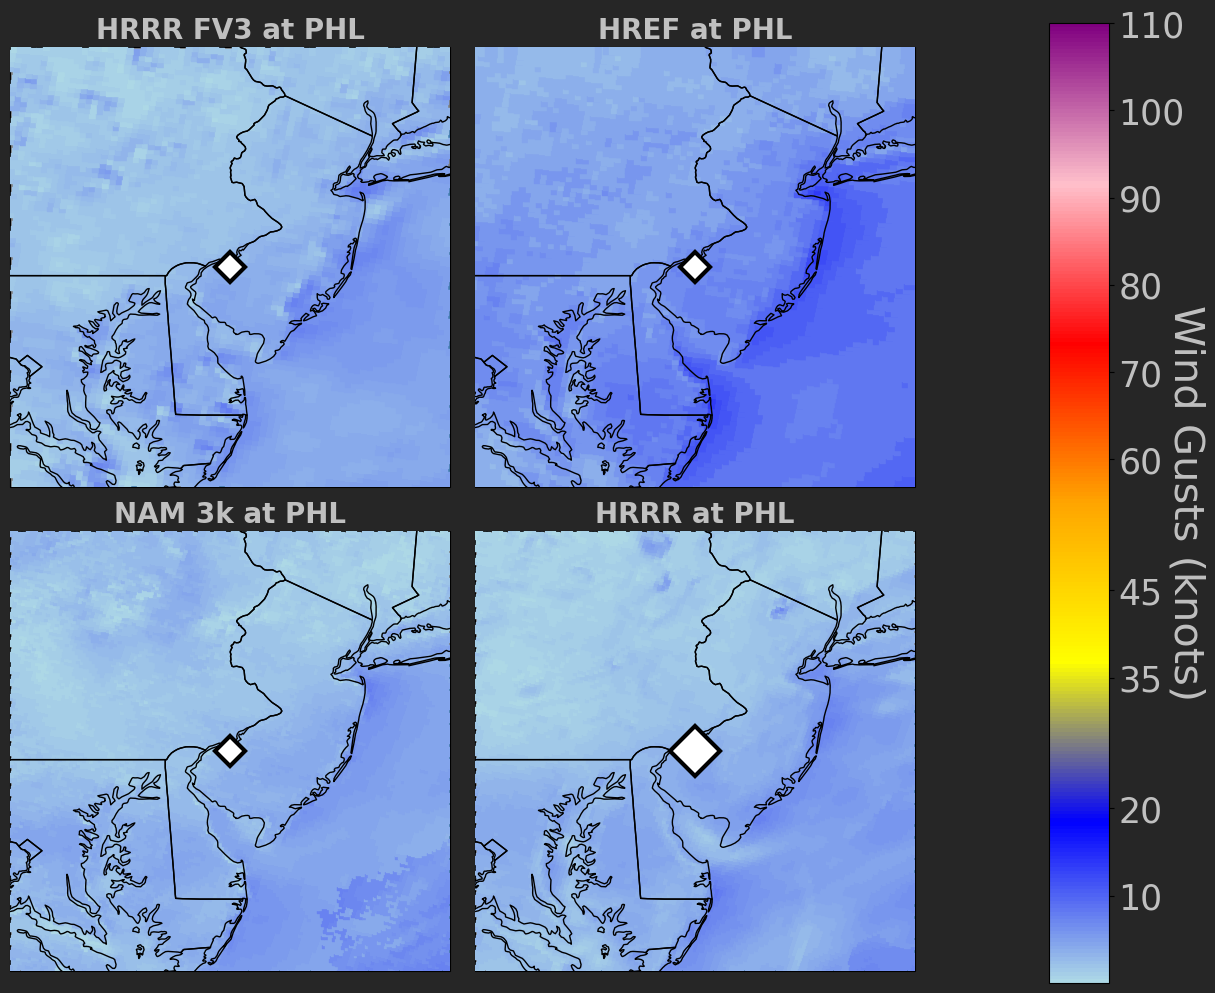 HRRR FV3 at PHL
HREF at PHL
NAM 3k at PHL
HRRR at PHL
110
100
90
80
70
60
45
35
20
10
Wind Gusts (knots)